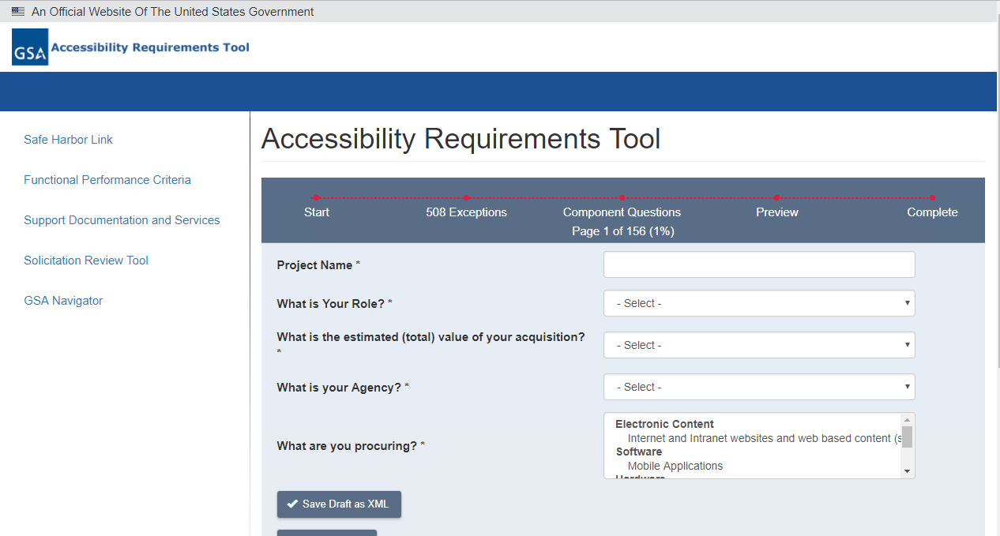 An Official Website Of The United States Government
GSA
Accessibility Requirements Tool
Safe Harbor Link
Functional Performance Criteria
Support Documentation and Services
Solicitation Review Tool
GSA Navigator
Accessibility Requirements Tool
Start
508 Exceptions
Component Questions
Preview
Complete
Page 1 of 156 (1%)
Project Name *
What is Your Role? *
- Select -
What is the estimated (total) value of your acquisition?
*
- Select -
What is your Agency? *
- Select -
What are you procuring? *
Electronic Content
Internet and Intranet websites and web based content (s
Software
Mobile Applications
Hardware
Save Draft as XML